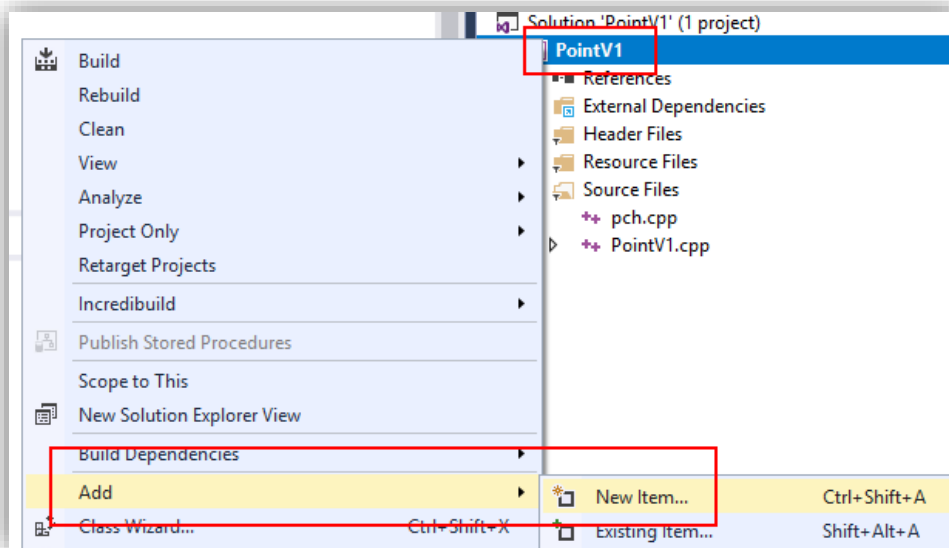 Solution 'PointV1' (1 project)
PointV1
References
External Dependencies
Header Files
Resource Files
Source Files
pch.cpp
PointV1.cpp
Build
Rebuild
Clean
View
Analyze
Project Only
Retarget Projects
Incredibuild
Publish Stored Procedures
Scope to This
New Solution Explorer View
Build Dependencies
Add
Class Wizard... Ctrl+Shift+X
New Item... Ctrl+Shift+A
Existing Item... Shift+Alt+A